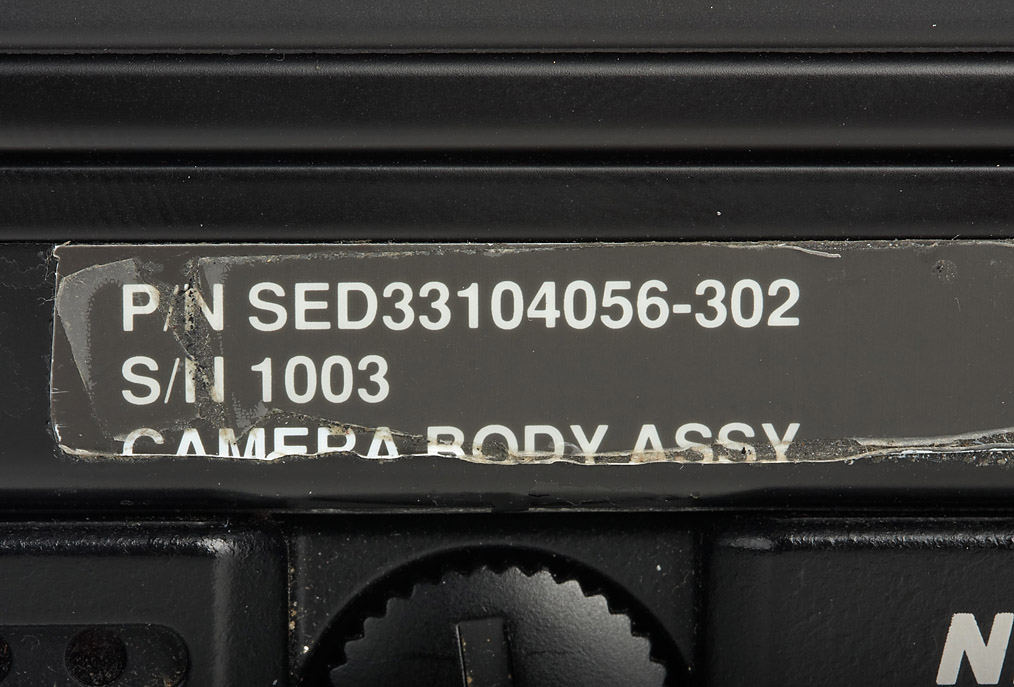 P/N SED33104056-302
S/N 1003
CAMERA BODY ASSY